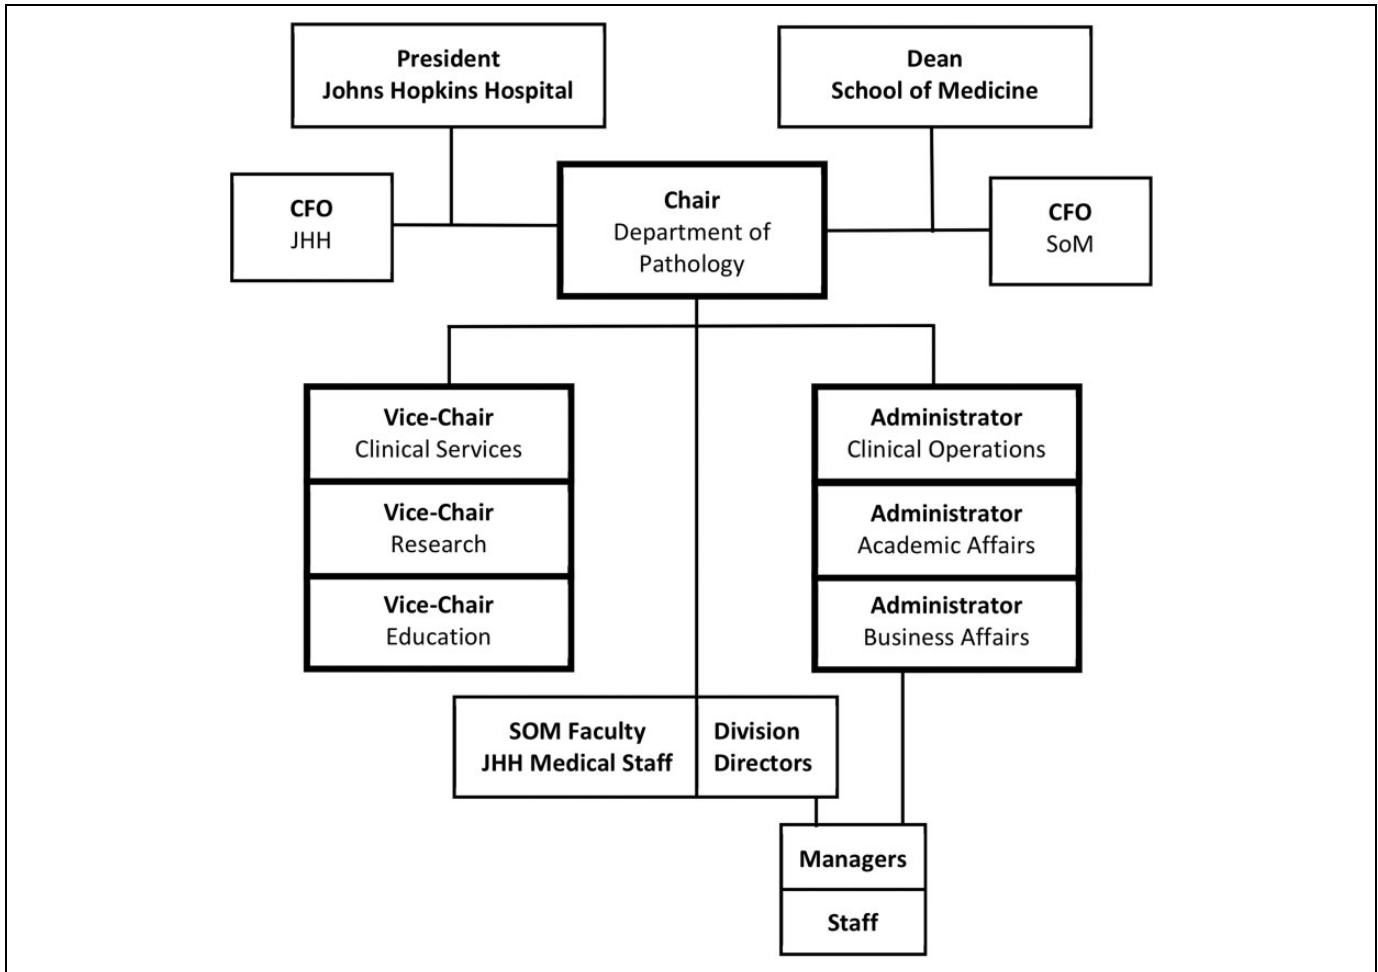 President
Johns Hopkins Hospital
Dean
School of Medicine
CFO
JHH
Chair
Department of
Pathology
CFO
SoM
Vice-Chair
Clinical Services
Vice-Chair
Research
Vice-Chair
Education
Administrator
Clinical Operations
Administrator
Academic Affairs
Administrator
Business Affairs
SOM Faculty
JHH Medical Staff
Division
Directors
Managers
Staff